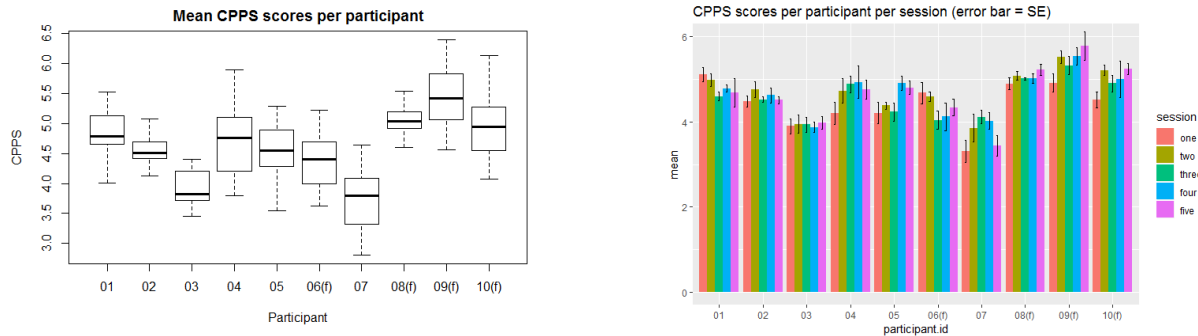 Mean CPPS scores per participant
CPPS
6.5
6.0
5.5
5.0
4.5
4.0
3.5
3.0
01 02 03 04 05 06(f) 07 08(f) 09(f) 10(f)
Participant
CPPS scores per participant per session (error bar = SE)
mean
6
4
2
0
01 02 03 04 05 06(f) 07 08(f) 09(f) 10(f)
participant.id
session
one
two
three
four
five